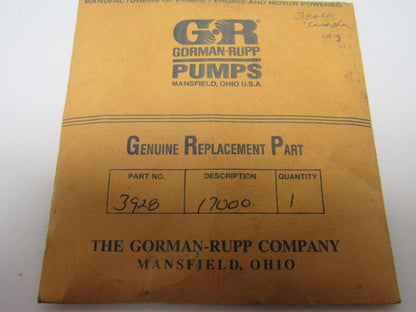 MANUFACTURERS OF PUMPS • ENGINE AND MOTOR POWERED
GR
GORMAN-RUPP
PUMPS
MANSFIELD, OHIO U.S.A.
GENUINE REPLACEMENT PART
PART NO. DESCRIPTION QUANTITY
3928 17000 1
THE GORMAN-RUPP COMPANY
MANSFIELD, OHIO